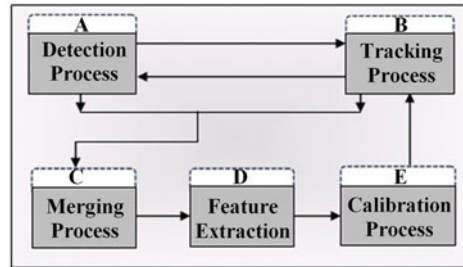 A
Detection
Process
B
Tracking
Process
C
Merging
Process
D
Feature
Extraction
E
Calibration
Process